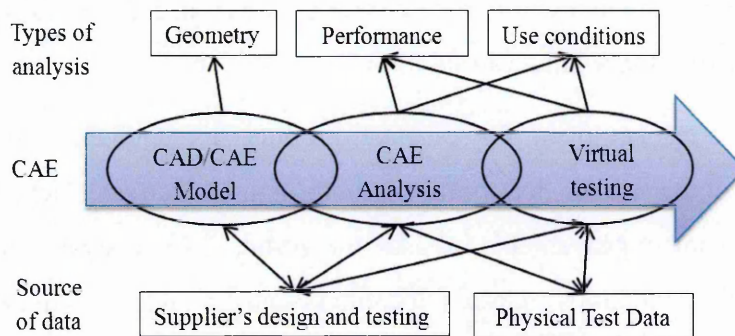 Types of
analysis
Geometry
Performance
Use conditions
CAE
CAD/CAE
Model
CAE
Analysis
Virtual
testing
Source
of data
Supplier's design and testing
Physical Test Data